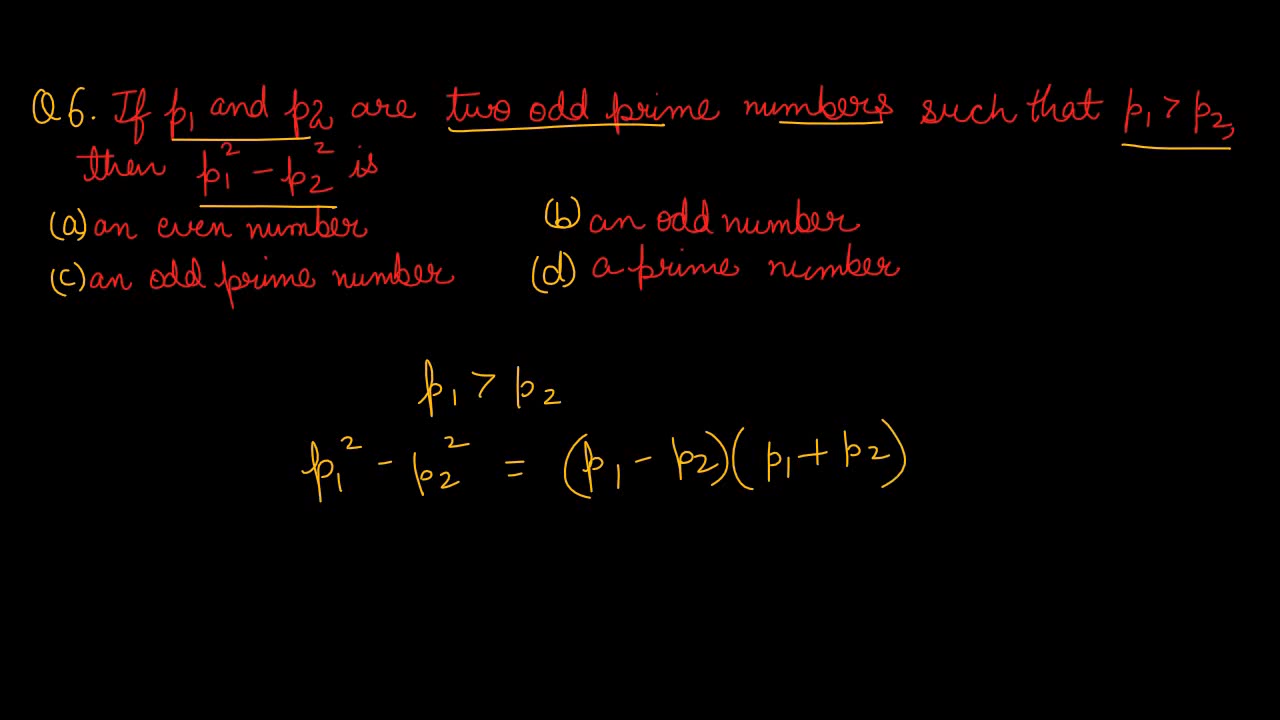 Q6. If p₁ and p₂ are two odd prime numbers such that p₁ > p₂,
then p₁² - p₂² is
(a) an even number (b) an odd number
(c) an odd prime number (d) a prime number
p₁ > p₂
p₁² - p₂² = (p₁ - p₂)(p₁ + p₂)